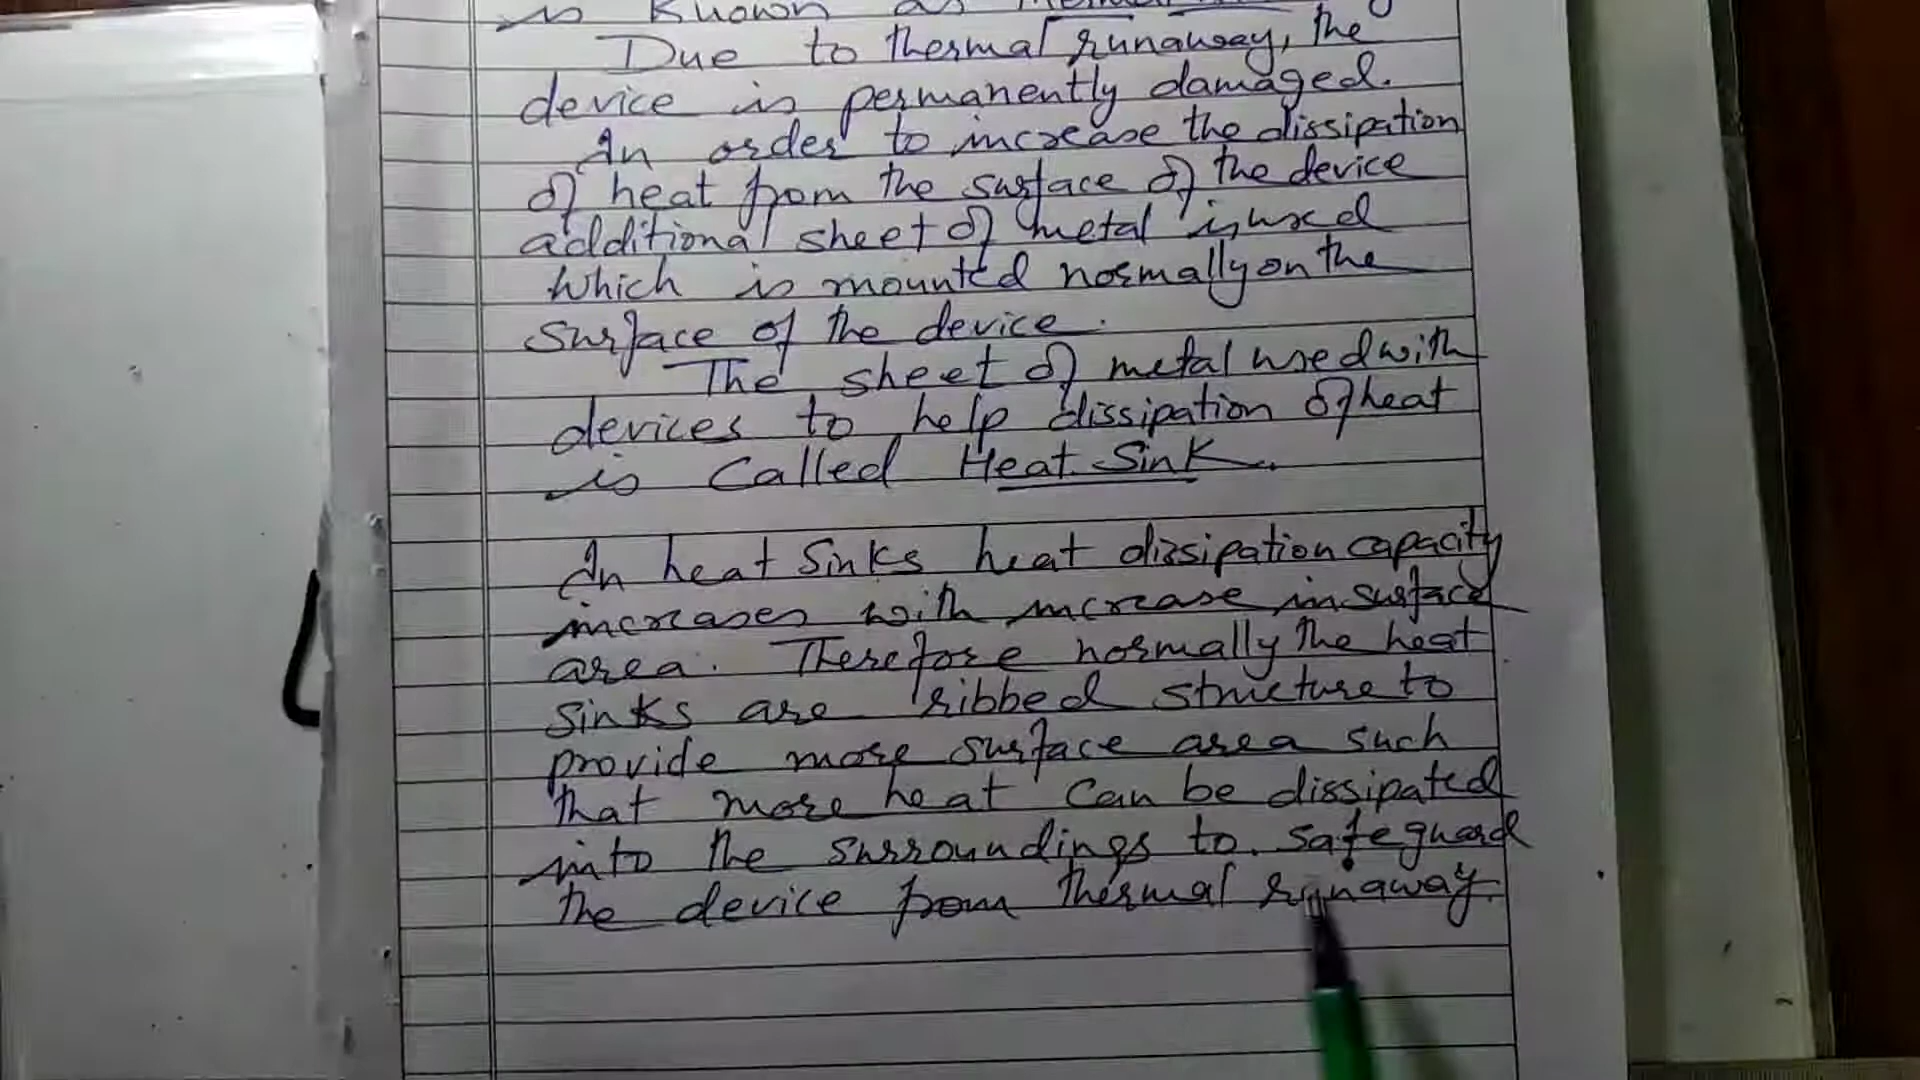 is known as
Due to thermal runaway, the
device is permanently damaged.
In order to increase the dissipation
of heat from the surface of the device
additional sheet of metal is used
which is mounted normally on the
surface of the device.
The sheet of metal used with
devices to help dissipation of heat
is called Heat Sink.
In heat Sinks heat dissipation capacity
increases with increase in surface
area. Therefore normally the heat
sinks are ribbed structure to
provide more surface area such
that more heat can be dissipated
into the surroundings to safeguard
the device from thermal runaway.